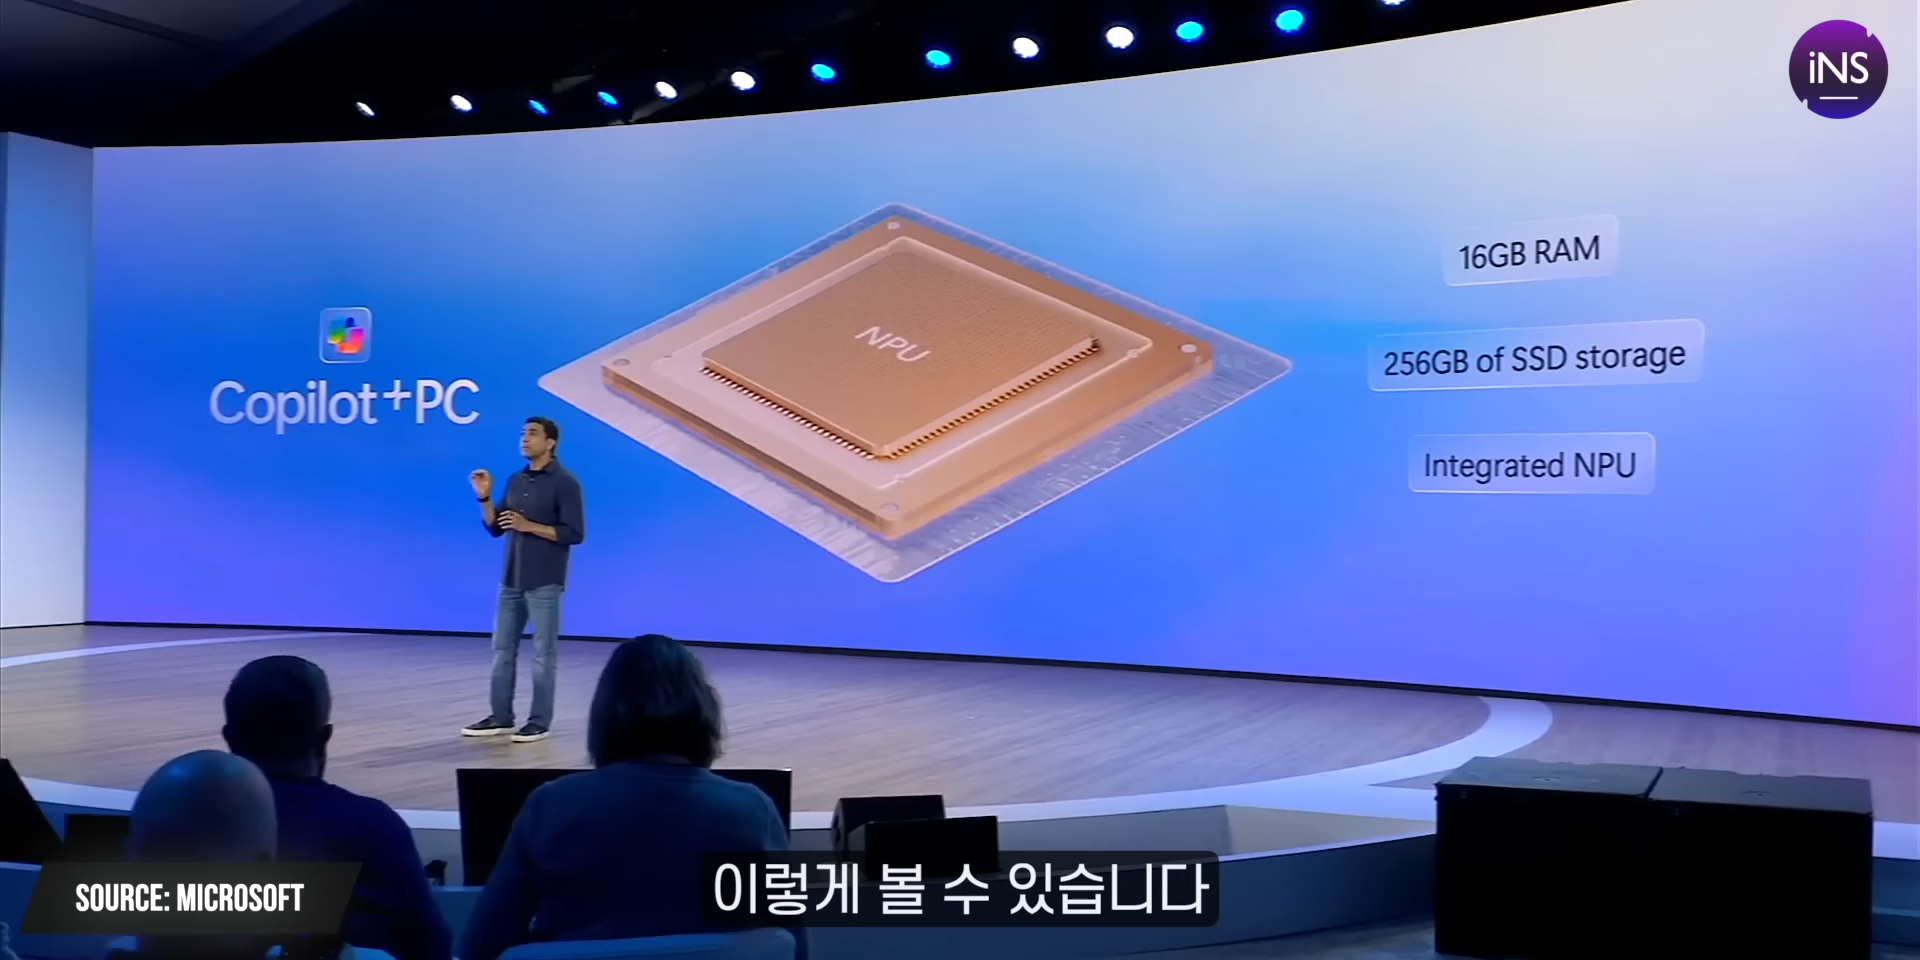 iNS
16GB RAM
256GB of SSD storage
Integrated NPU
NPU
Copilot+PC
이렇게 볼 수 있습니다
SOURCE: MICROSOFT